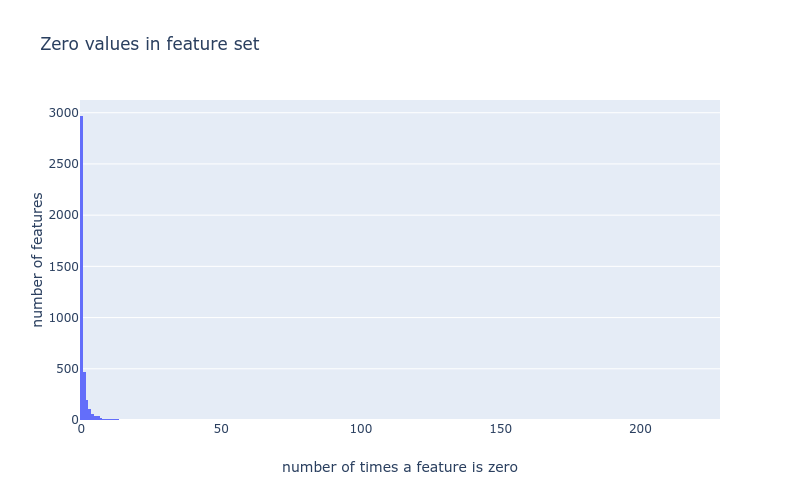 Zero values in feature set
number of features
3000
2500
2000
1500
1000
500
0
0 50 100 150 200
number of times a feature is zero